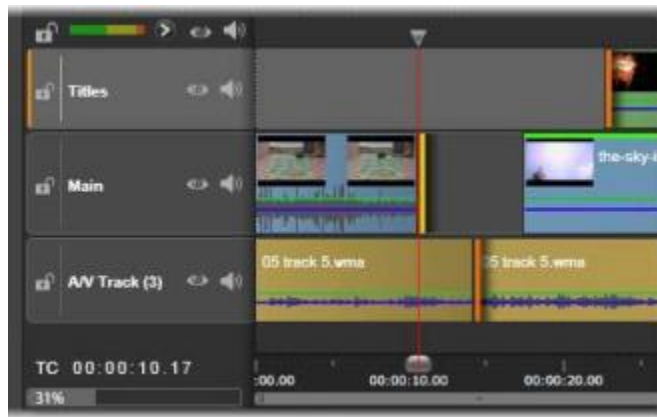 Titles
Main
the-sky-i
A/V Track (3)
05 track 5.wma
05 track 5.wma
TC 00:00:10.17
:00.00
00:00:10.00
00:00:20.00
31%